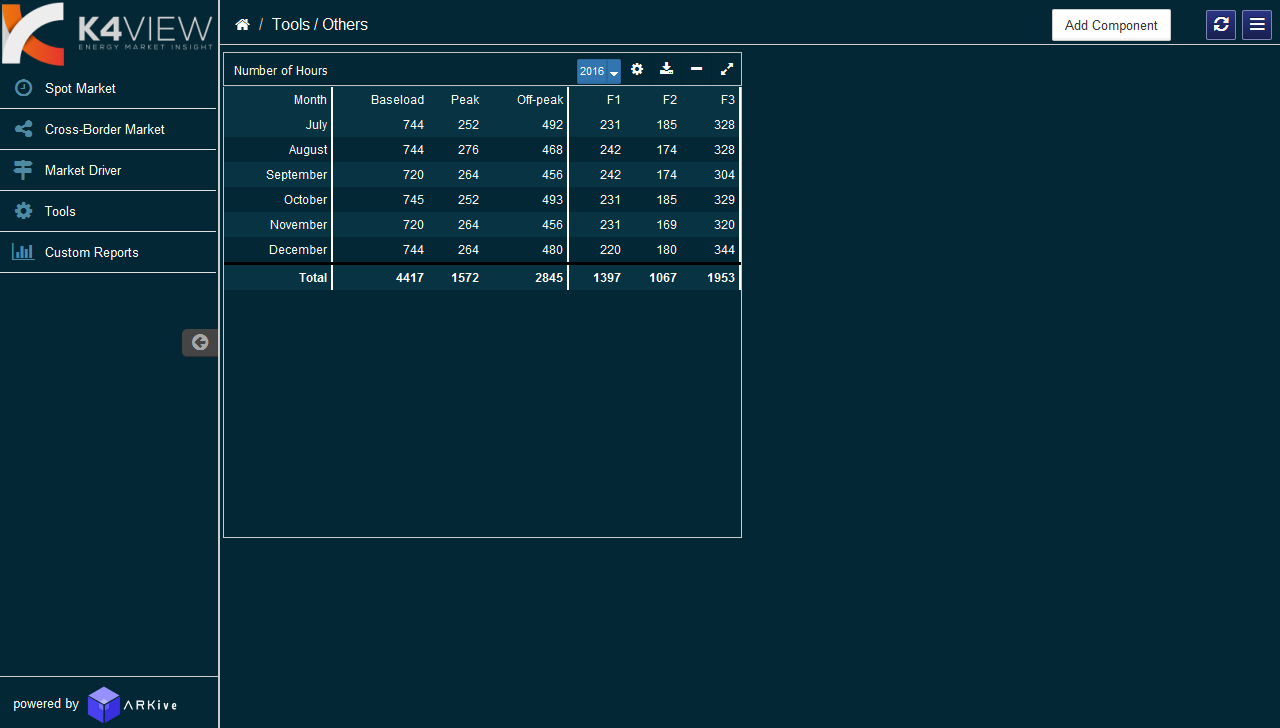 K4VIEW
ENERGY MARKET INSIGHT
Spot Market
Cross-Border Market
Market Driver
Tools
Custom Reports
powered by ARKive
/ Tools / Others
Add Component
Number of Hours 2016
Month Baseload Peak Off-peak F1 F2 F3
July 744 252 492 231 185 328
August 744 276 468 242 174 328
September 720 264 456 242 174 304
October 745 252 493 231 185 329
November 720 264 456 231 169 320
December 744 264 480 220 180 344
Total 4417 1572 2845 1397 1067 1953